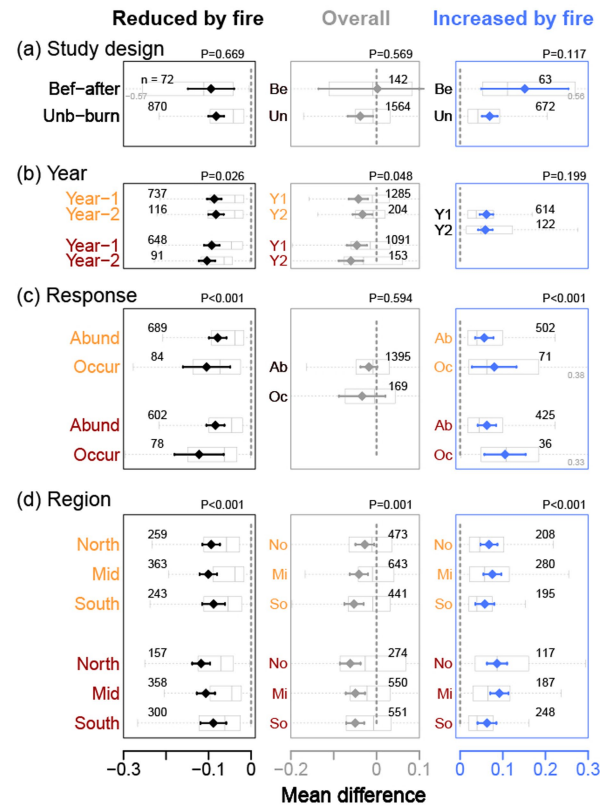 Reduced by fire Overall Increased by fire
(a) Study design
P=0.669 P=0.569 P=0.117
Bef−after n = 72 Be 142 Be 63
−0.57 0.56
Unb−burn 870 Un 1564 672
(b) Year
P=0.026 P=0.048 P=0.199
Year−1 737 Y1 1285
Year−2 116 Y2 204 Y1 614
Y2 122
Year−1 648 Y1 1091
Year−2 91 Y2 153
(c) Response
P<0.001 P=0.594 P<0.001
Abund 689 Ab 502
Occur 84 Ab 1395 Oc 71
0.38
Oc 169
Abund 602 Ab 425
Occur 78 Oc 36
0.33
(d) Region
P<0.001 P=0.001 P<0.001
North 259 No 473 No 208
Mid 363 Mi 643 Mi 280
South 243 So 441 So 195
North 157 No 274 No 117
Mid 358 Mi 550 Mi 187
South 300 So 551 So 248
−0.3 −0.1 0 −0.2 0 0.1 0 0.1 0.2 0.3
Mean difference